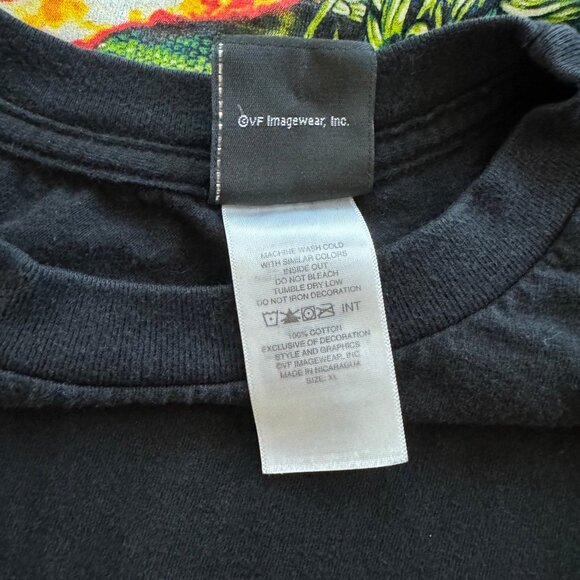 ©VF Imagewear, Inc.
MACHINE WASH COLD
WITH SIMILAR COLORS
INSIDE OUT
DO NOT BLEACH
TUMBLE DRY LOW
DO NOT IRON DECORATION
INT
100% COTTON
EXCLUSIVE OF DECORATION
STYLE AND GRAPHICS
©VF IMAGEWEAR, INC.
MADE IN NICARAGUA
SIZE: XL